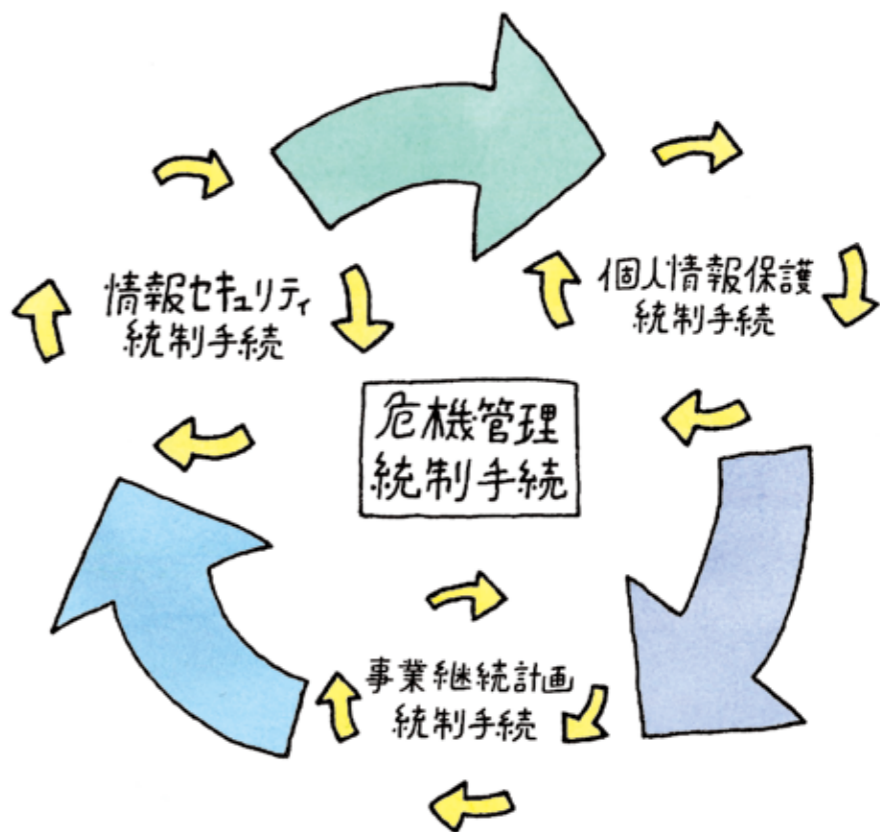 情報セキュリティ
統制手続
個人情報保護
統制手続
危機管理
統制手続
事業継続計画
統制手続